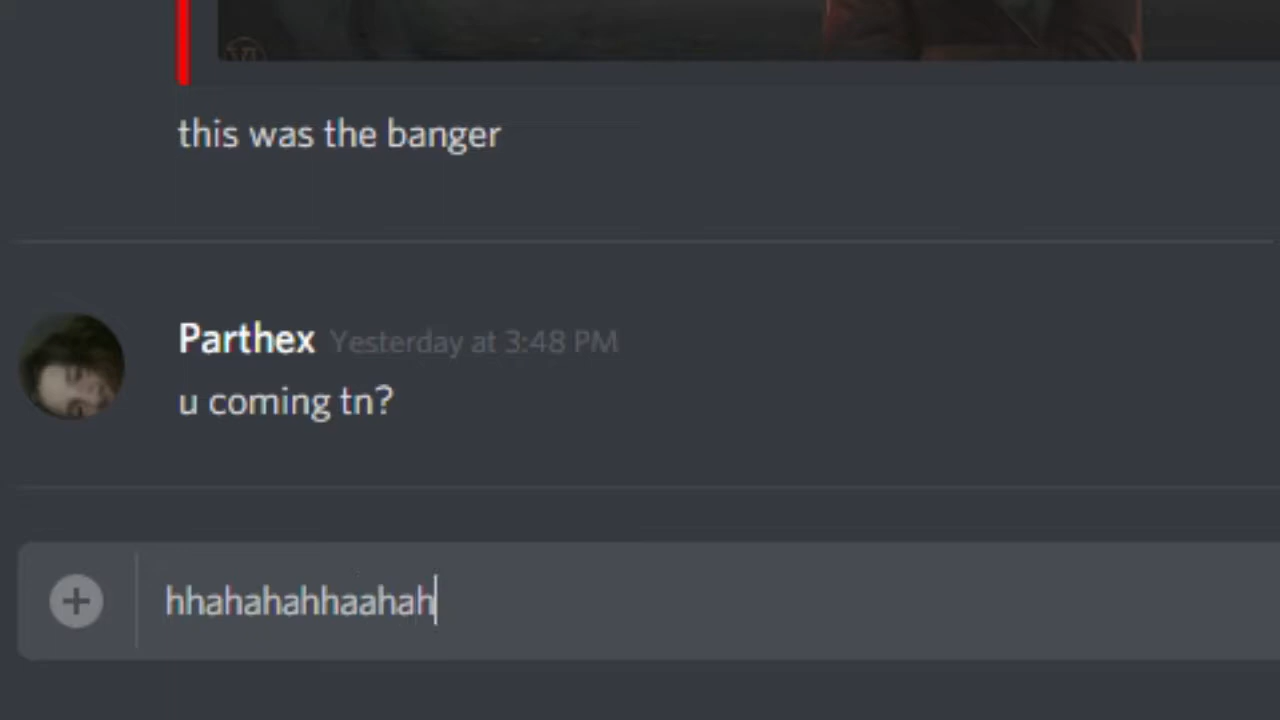 this was the banger
Parthex Yesterday at 3:48 PM
u coming tn?
hhahahahhaahah